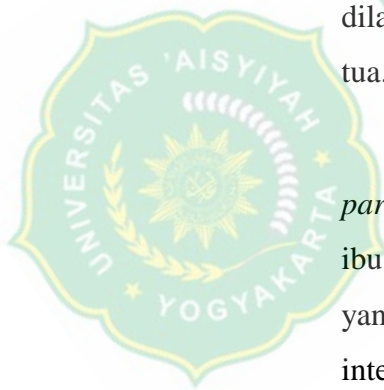 dila
tua.
par
ibu
yan
inte
UNIVERSITAS 'AISYIYAH
YOGYAKARTA